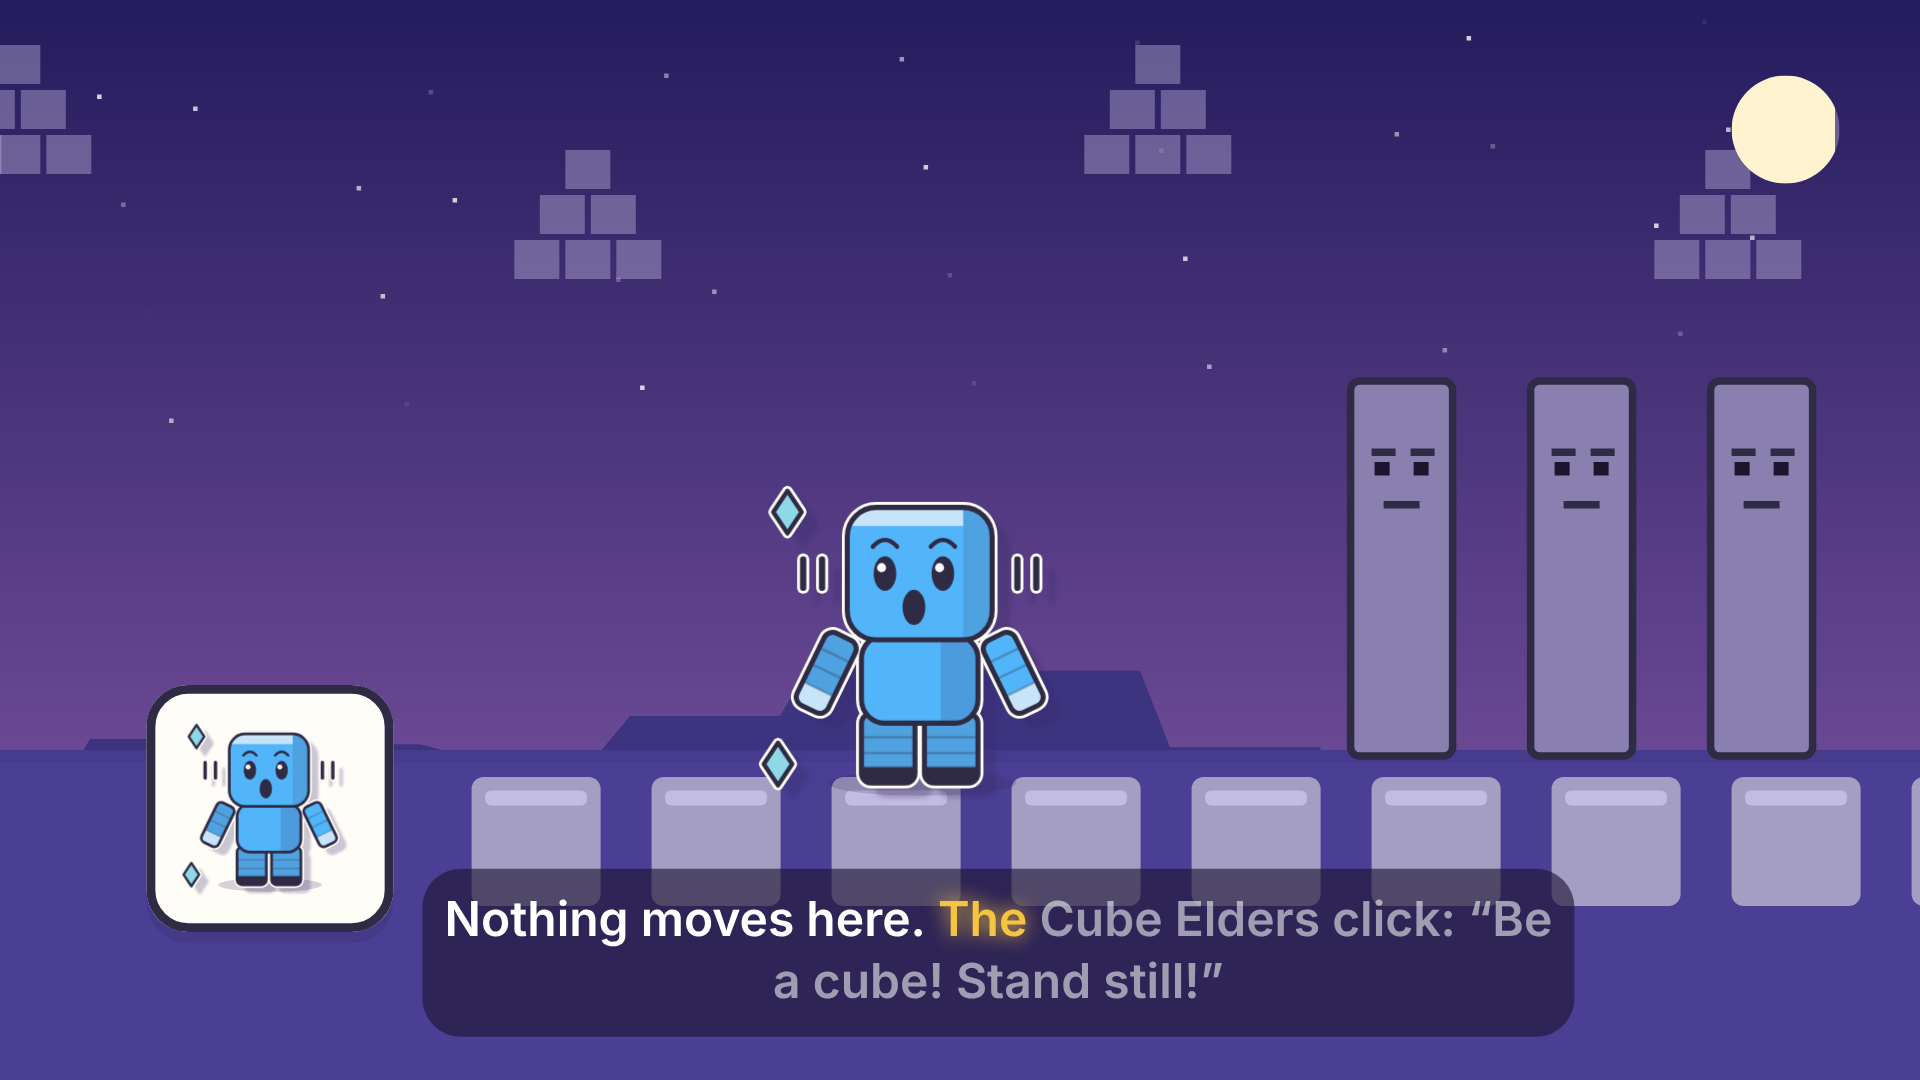 Nothing moves here. The Cube Elders click: “Be
a cube! Stand still!”